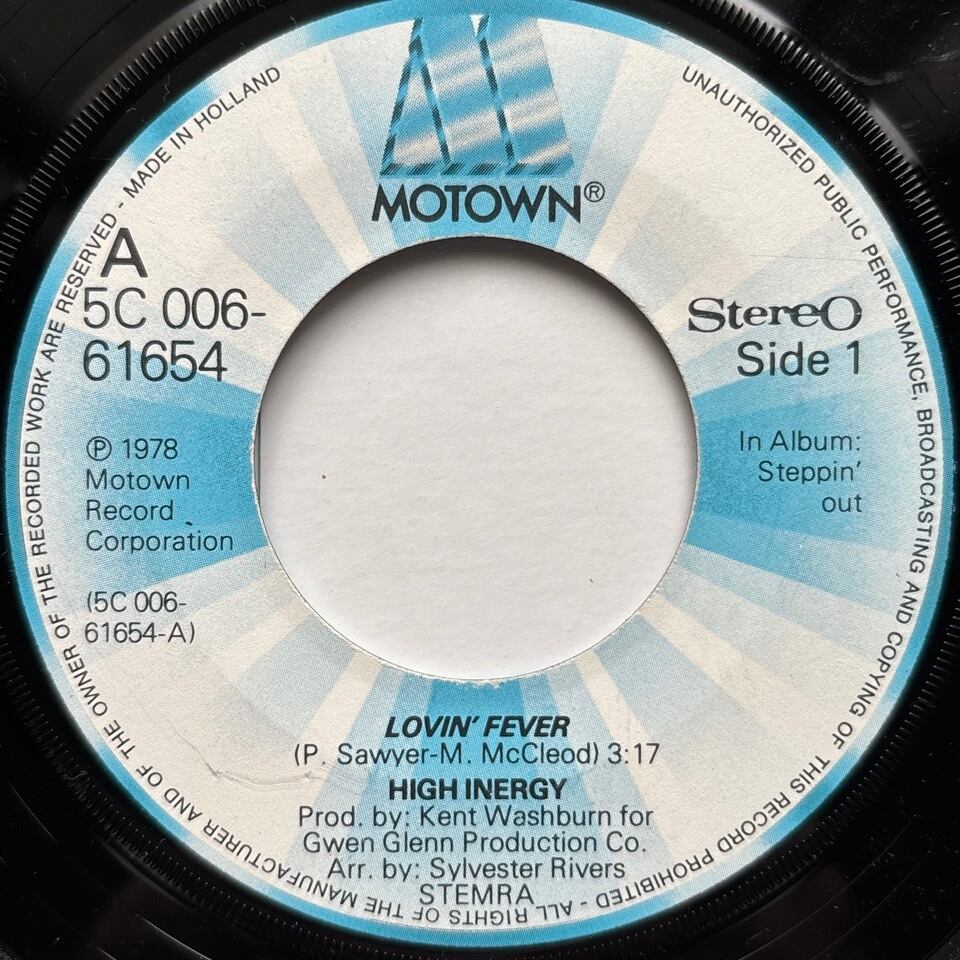 MOTOWN®
A
5C 006-
61654
Stereo
Side 1
℗ 1978
Motown
Record
Corporation
In Album:
Steppin'
out
(5C 006-
61654-A)
LOVIN' FEVER
(P. Sawyer-M. McCleod) 3:17
HIGH INERGY
Prod. by: Kent Washburn for
Gwen Glenn Production Co.
Arr. by: Sylvester Rivers
STEMRA
UNAUTHORIZED PUBLIC PERFORMANCE, BROADCASTING AND COPYING OF THIS RECORD PROHIBITED - ALL RIGHTS OF THE MANUFACTURER AND OF THE OWNER OF THE RECORDED WORK ARE RESERVED - MADE IN HOLLAND